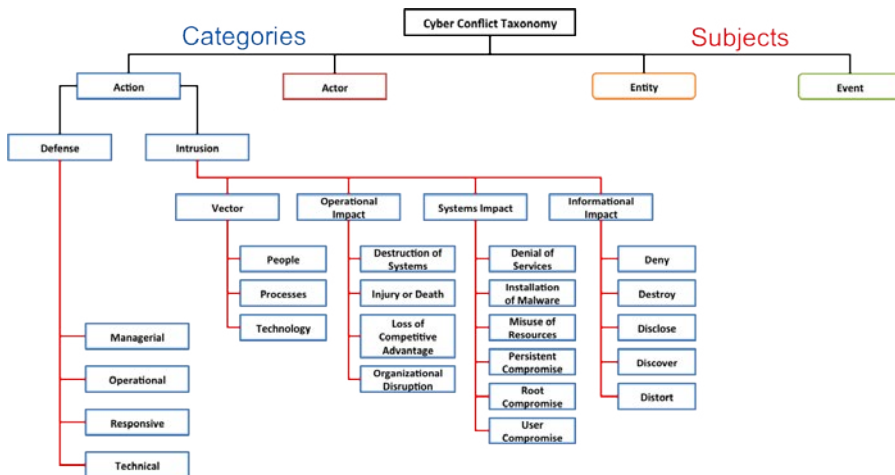 Cyber Conflict Taxonomy
Categories
Subjects
Action
Actor
Entity
Event
Defense
Intrusion
Vector
Operational
Impact
Systems Impact
Informational
Impact
People
Processes
Technology
Destruction of
Systems
Injury or Death
Loss of
Competitive
Advantage
Organizational
Disruption
Denial of
Services
Installation
of Malware
Misuse of
Resources
Persistent
Compromise
Root
Compromise
User
Compromise
Deny
Destroy
Disclose
Discover
Distort
Managerial
Operational
Responsive
Technical